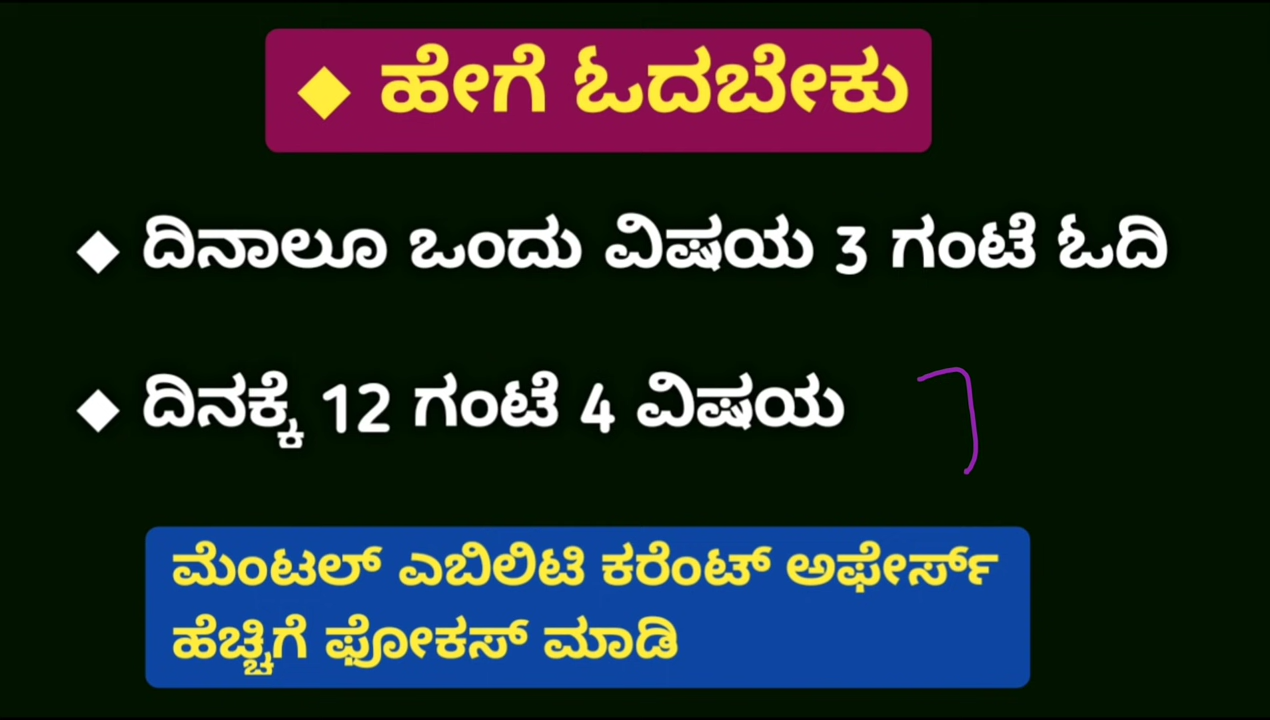 ◆ ಹೇಗೆ ಓದಬೇಕು
◆ ದಿನಾಲೂ ಒಂದು ವಿಷಯ 3 ಗಂಟೆ ಓದಿ
◆ ದಿನಕ್ಕೆ 12 ಗಂಟೆ 4 ವಿಷಯ
ಮೆಂಟಲ್ ಎಬಿಲಿಟಿ ಕರೆಂಟ್ ಅಫೇರ್ಸ್
ಹೆಚ್ಚಿಗೆ ಫೋಕಸ್ ಮಾಡಿ